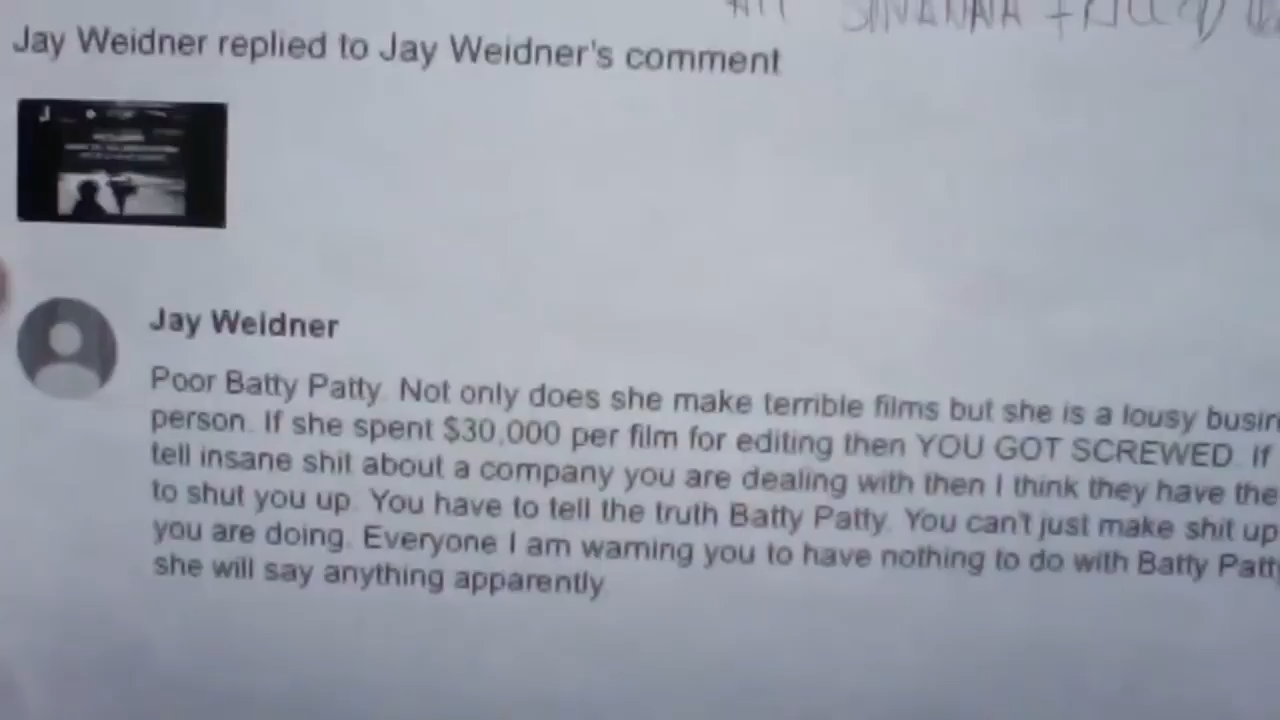 Jay Weidner replied to Jay Weidner's comment
Jay Weidner
Poor Batty Patty. Not only does she make terrible films but she is a lousy busin
person. If she spent $30,000 per film for editing then YOU GOT SCREWED. If
tell insane shit about a company you are dealing with then I think they have the
to shut you up. You have to tell the truth Batty Patty. You can't just make shit up
you are doing. Everyone I am warning you to have nothing to do with Batty Patty
she will say anything apparently.